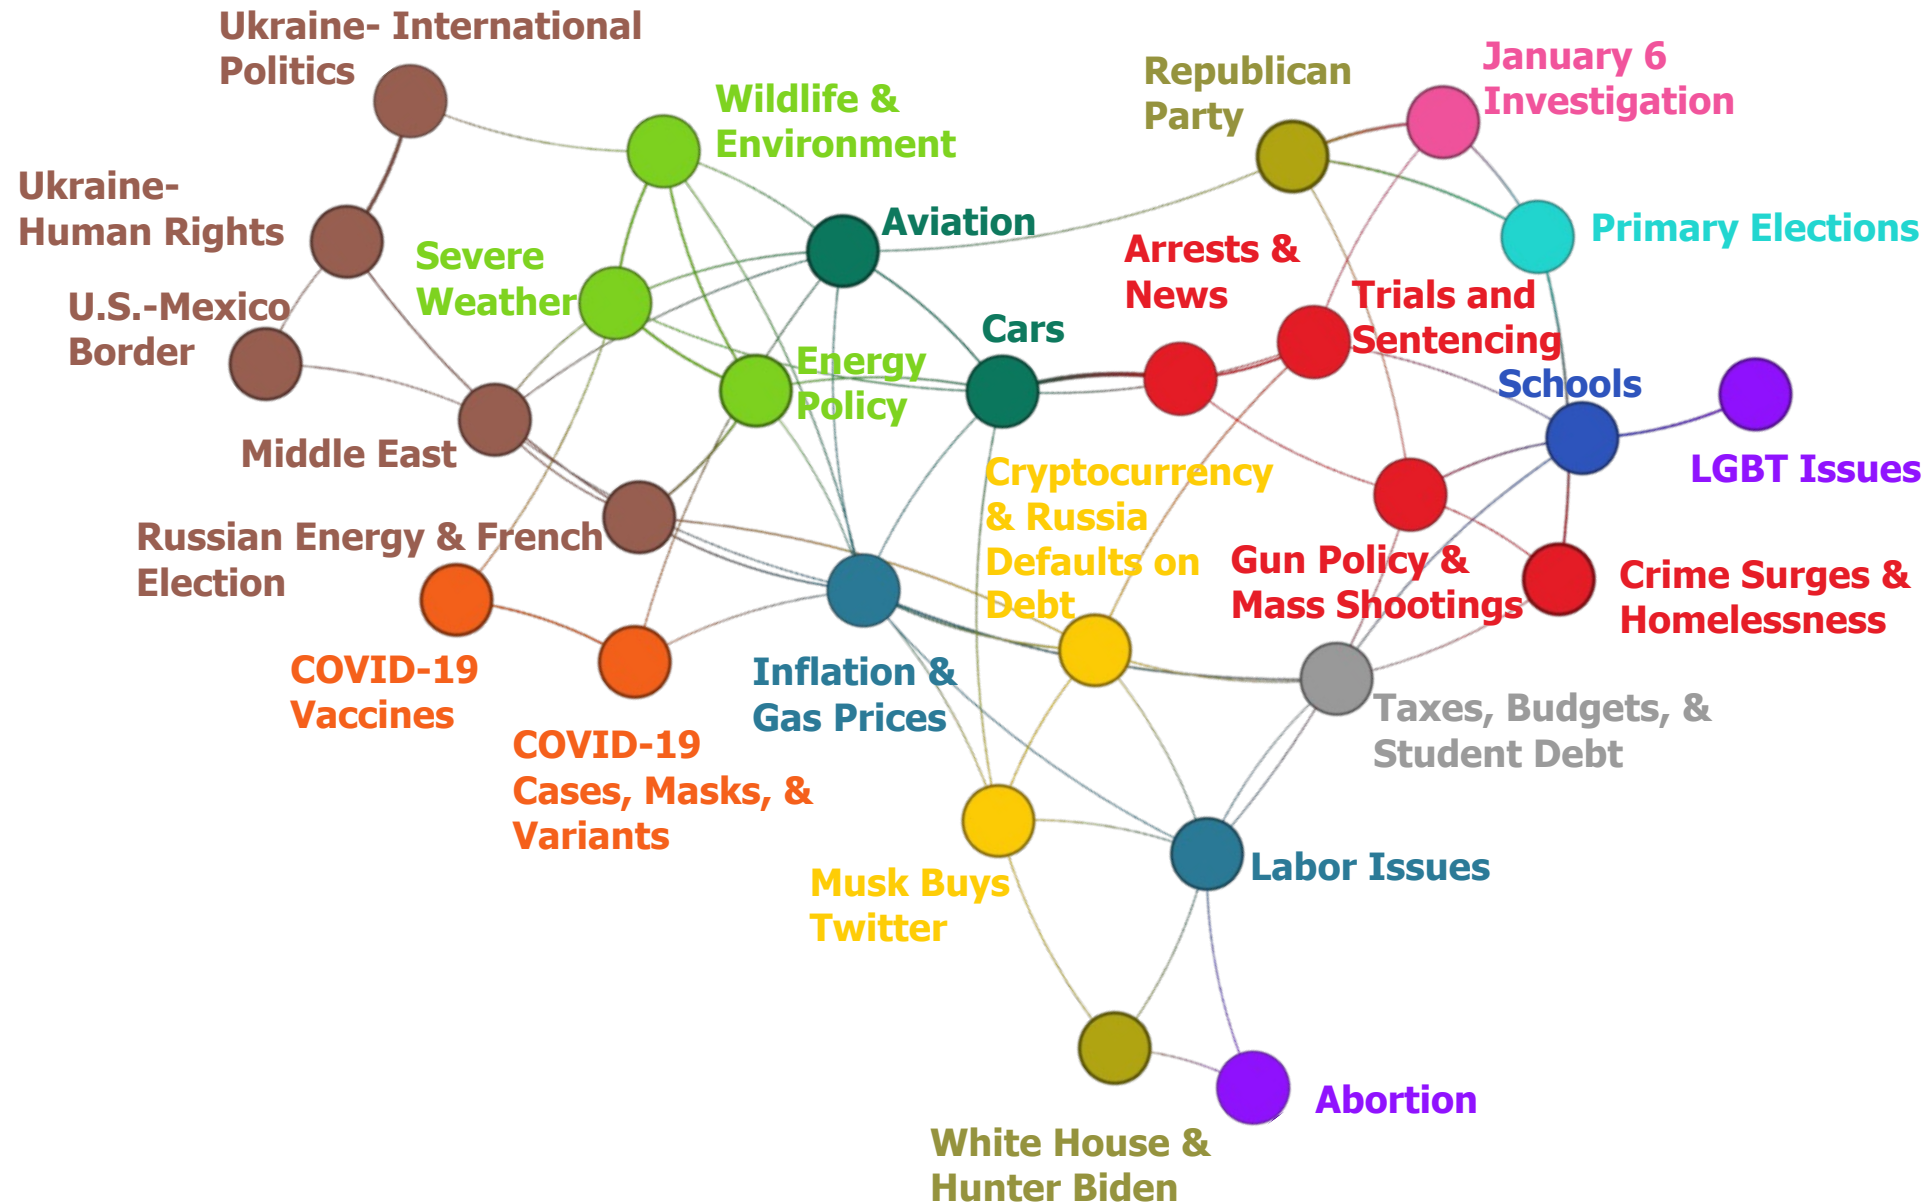 Ukraine- International
Politics
Wildlife &
Environment
Republican
Party
January 6
Investigation
Ukraine-
Human Rights
Aviation
Primary Elections
Severe
Weather
Arrests &
News
Trials and
Sentencing
U.S.-Mexico
Border
Cars
Energy
Policy
Schools
Middle East
LGBT Issues
Cryptocurrency
& Russia
Defaults on
Debt
Russian Energy & French
Election
Gun Policy &
Mass Shootings
Crime Surges &
Homelessness
COVID-19
Vaccines
Inflation &
Gas Prices
Taxes, Budgets, &
Student Debt
COVID-19
Cases, Masks, &
Variants
Musk Buys
Twitter
Labor Issues
Abortion
White House &
Hunter Biden